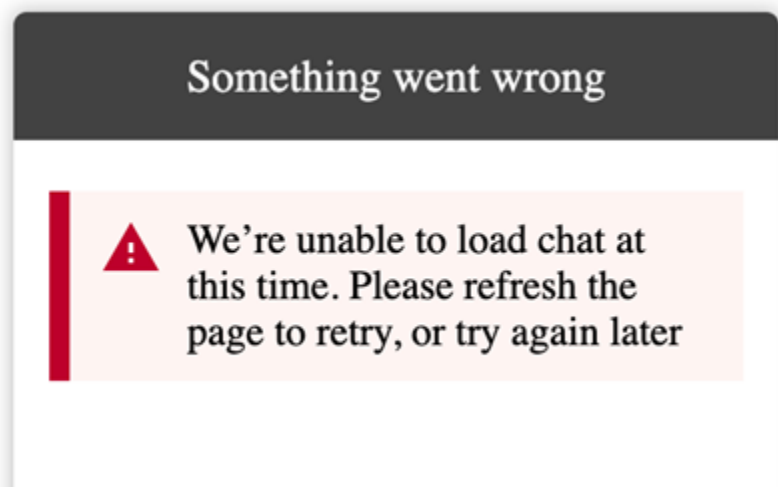 Something went wrong
We’re unable to load chat at
this time. Please refresh the
page to retry, or try again later